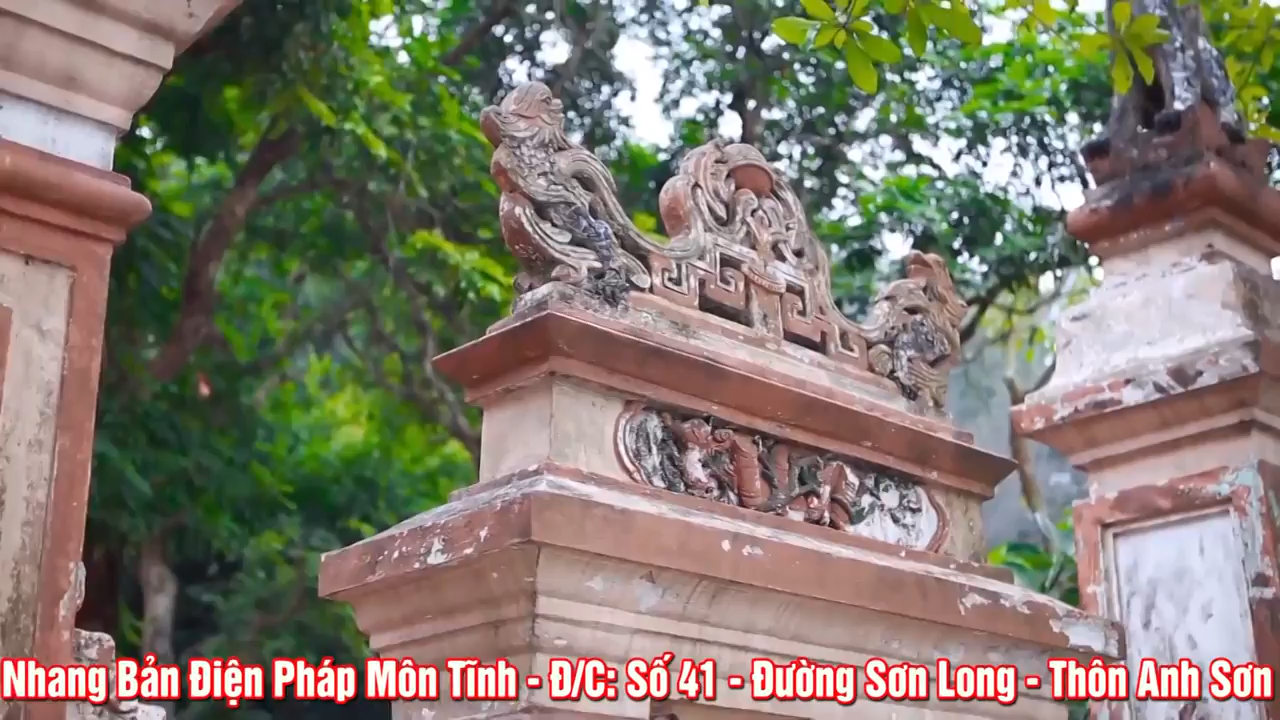 Nhang Bản Điện Pháp Môn Tĩnh - Đ/C: Số 41 - Đường Sơn Long - Thôn Anh Sơn